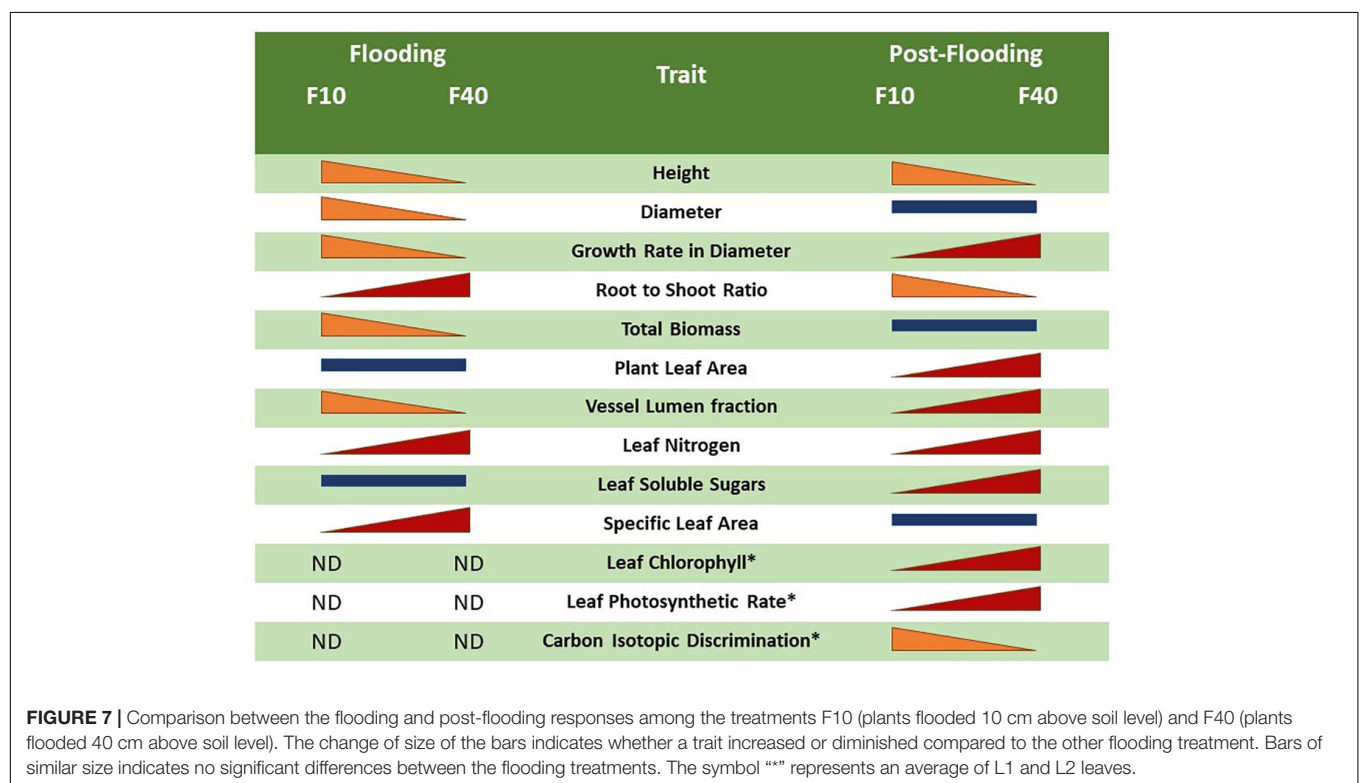 Flooding Trait Post-Flooding
F10 F40 F10 F40
Height
Diameter
Growth Rate in Diameter
Root to Shoot Ratio
Total Biomass
Plant Leaf Area
Vessel Lumen fraction
Leaf Nitrogen
Leaf Soluble Sugars
Specific Leaf Area
ND ND Leaf Chlorophyll*
ND ND Leaf Photosynthetic Rate*
ND ND Carbon Isotopic Discrimination*
FIGURE 7 | Comparison between the flooding and post-flooding responses among the treatments F10 (plants flooded 10 cm above soil level) and F40 (plants
flooded 40 cm above soil level). The change of size of the bars indicates whether a trait increased or diminished compared to the other flooding treatment. Bars of
similar size indicates no significant differences between the flooding treatments. The symbol “*” represents an average of L1 and L2 leaves.